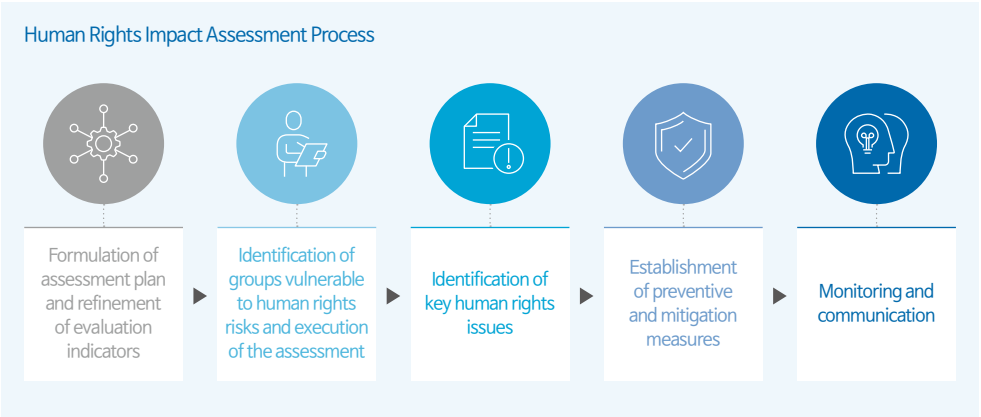 Human Rights Impact Assessment Process
Formulation of
assessment plan
and refinement
of evaluation
indicators
Identification of
groups vulnerable
to human rights
risks and execution
of the assessment
Identification of
key human rights
issues
Establishment
of preventive
and mitigation
measures
Monitoring and
communication